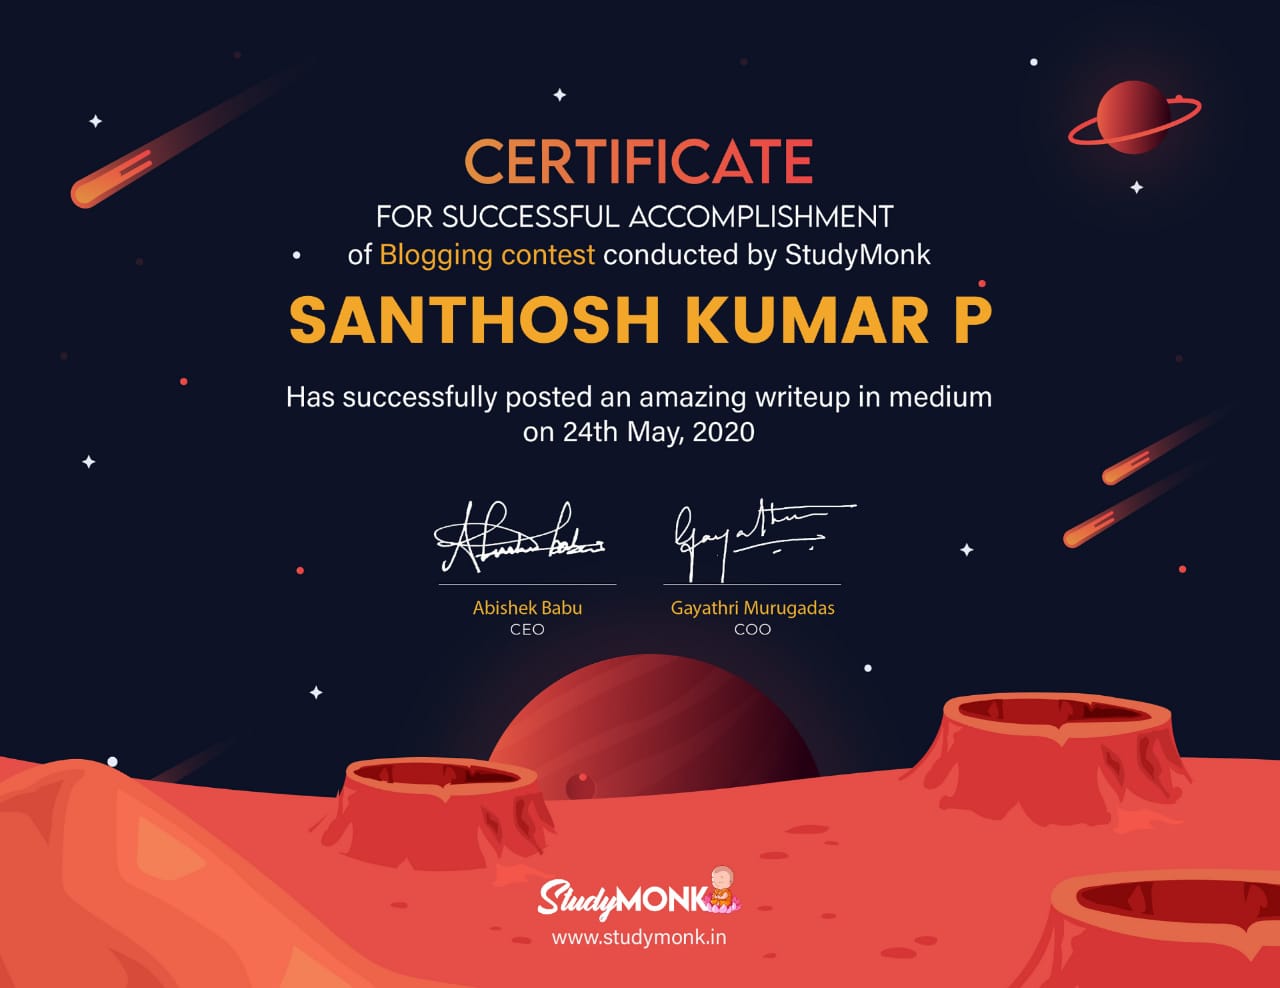 CERTIFICATE
FOR SUCCESSFUL ACCOMPLISHMENT
of Blogging contest conducted by StudyMonk
SANTHOSH KUMAR P
Has successfully posted an amazing writeup in medium
on 24th May, 2020
Abishek Babu
CEO
Gayathri Murugadas
COO
StudyMONK
www.studymonk.in